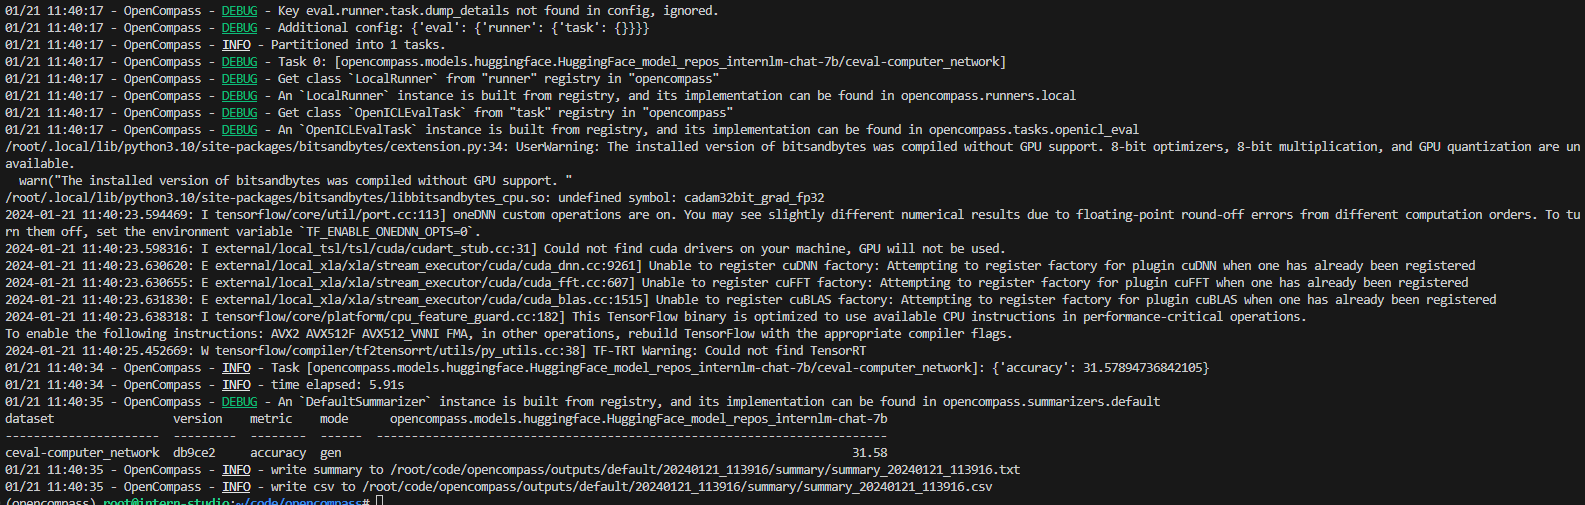 01/21 11:40:17 - OpenCompass - DEBUG - Key eval.runner.task.dump_details not found in config, ignored.
01/21 11:40:17 - OpenCompass - DEBUG - Additional config: {'eval': {'runner': {'task': {}}}}
01/21 11:40:17 - OpenCompass - INFO - Partitioned into 1 tasks.
01/21 11:40:17 - OpenCompass - DEBUG - Task 0: [opencompass.models.huggingface.HuggingFace_model_repos_internlm-chat-7b/ceval-computer_network]
01/21 11:40:17 - OpenCompass - DEBUG - Get class `LocalRunner` from "runner" registry in "opencompass"
01/21 11:40:17 - OpenCompass - DEBUG - An `LocalRunner` instance is built from registry, and its implementation can be found in opencompass.runners.local
01/21 11:40:17 - OpenCompass - DEBUG - Get class `OpenICLEvalTask` from "task" registry in "opencompass"
01/21 11:40:17 - OpenCompass - DEBUG - An `OpenICLEvalTask` instance is built from registry, and its implementation can be found in opencompass.tasks.openicl_eval
/root/.local/lib/python3.10/site-packages/bitsandbytes/cextension.py:34: UserWarning: The installed version of bitsandbytes was compiled without GPU support. 8-bit optimizers, 8-bit multiplication, and GPU quantization are un
available.
  warn("The installed version of bitsandbytes was compiled without GPU support. "
/root/.local/lib/python3.10/site-packages/bitsandbytes/libbitsandbytes_cpu.so: undefined symbol: cadam32bit_grad_fp32
2024-01-21 11:40:23.594469: I tensorflow/core/util/port.cc:113] oneDNN custom operations are on. You may see slightly different numerical results due to floating-point round-off errors from different computation orders. To tu
rn them off, set the environment variable `TF_ENABLE_ONEDNN_OPTS=0`.
2024-01-21 11:40:23.598316: I external/local_tsl/tsl/cuda/cudart_stub.cc:31] Could not find cuda drivers on your machine, GPU will not be used.
2024-01-21 11:40:23.630620: E external/local_xla/xla/stream_executor/cuda/cuda_dnn.cc:9261] Unable to register cuDNN factory: Attempting to register factory for plugin cuDNN when one has already been registered
2024-01-21 11:40:23.630655: E external/local_xla/xla/stream_executor/cuda/cuda_fft.cc:607] Unable to register cuFFT factory: Attempting to register factory for plugin cuFFT when one has already been registered
2024-01-21 11:40:23.631830: E external/local_xla/xla/stream_executor/cuda/cuda_blas.cc:1515] Unable to register cuBLAS factory: Attempting to register factory for plugin cuBLAS when one has already been registered
2024-01-21 11:40:23.638318: I tensorflow/core/platform/cpu_feature_guard.cc:182] This TensorFlow binary is optimized to use available CPU instructions in performance-critical operations.
To enable the following instructions: AVX2 AVX512F AVX512_VNNI FMA, in other operations, rebuild TensorFlow with the appropriate compiler flags.
2024-01-21 11:40:25.452669: W tensorflow/compiler/tf2tensorrt/utils/py_utils.cc:38] TF-TRT Warning: Could not find TensorRT
01/21 11:40:34 - OpenCompass - INFO - Task [opencompass.models.huggingface.HuggingFace_model_repos_internlm-chat-7b/ceval-computer_network]: {'accuracy': 31.57894736842105}
01/21 11:40:34 - OpenCompass - INFO - time elapsed: 5.91s
01/21 11:40:35 - OpenCompass - DEBUG - An `DefaultSummarizer` instance is built from registry, and its implementation can be found in opencompass.summarizers.default
dataset                 version    metric    mode      opencompass.models.huggingface.HuggingFace_model_repos_internlm-chat-7b
----------------------  ---------  --------  ------  -------------------------------------------------------------------------
ceval-computer_network  db9ce2     accuracy  gen                                                                         31.58
01/21 11:40:35 - OpenCompass - INFO - write summary to /root/code/opencompass/outputs/default/20240121_113916/summary/summary_20240121_113916.txt
01/21 11:40:35 - OpenCompass - INFO - write csv to /root/code/opencompass/outputs/default/20240121_113916/summary/summary_20240121_113916.csv
(opencompass) root@intern-studio:~/code/opencompass#